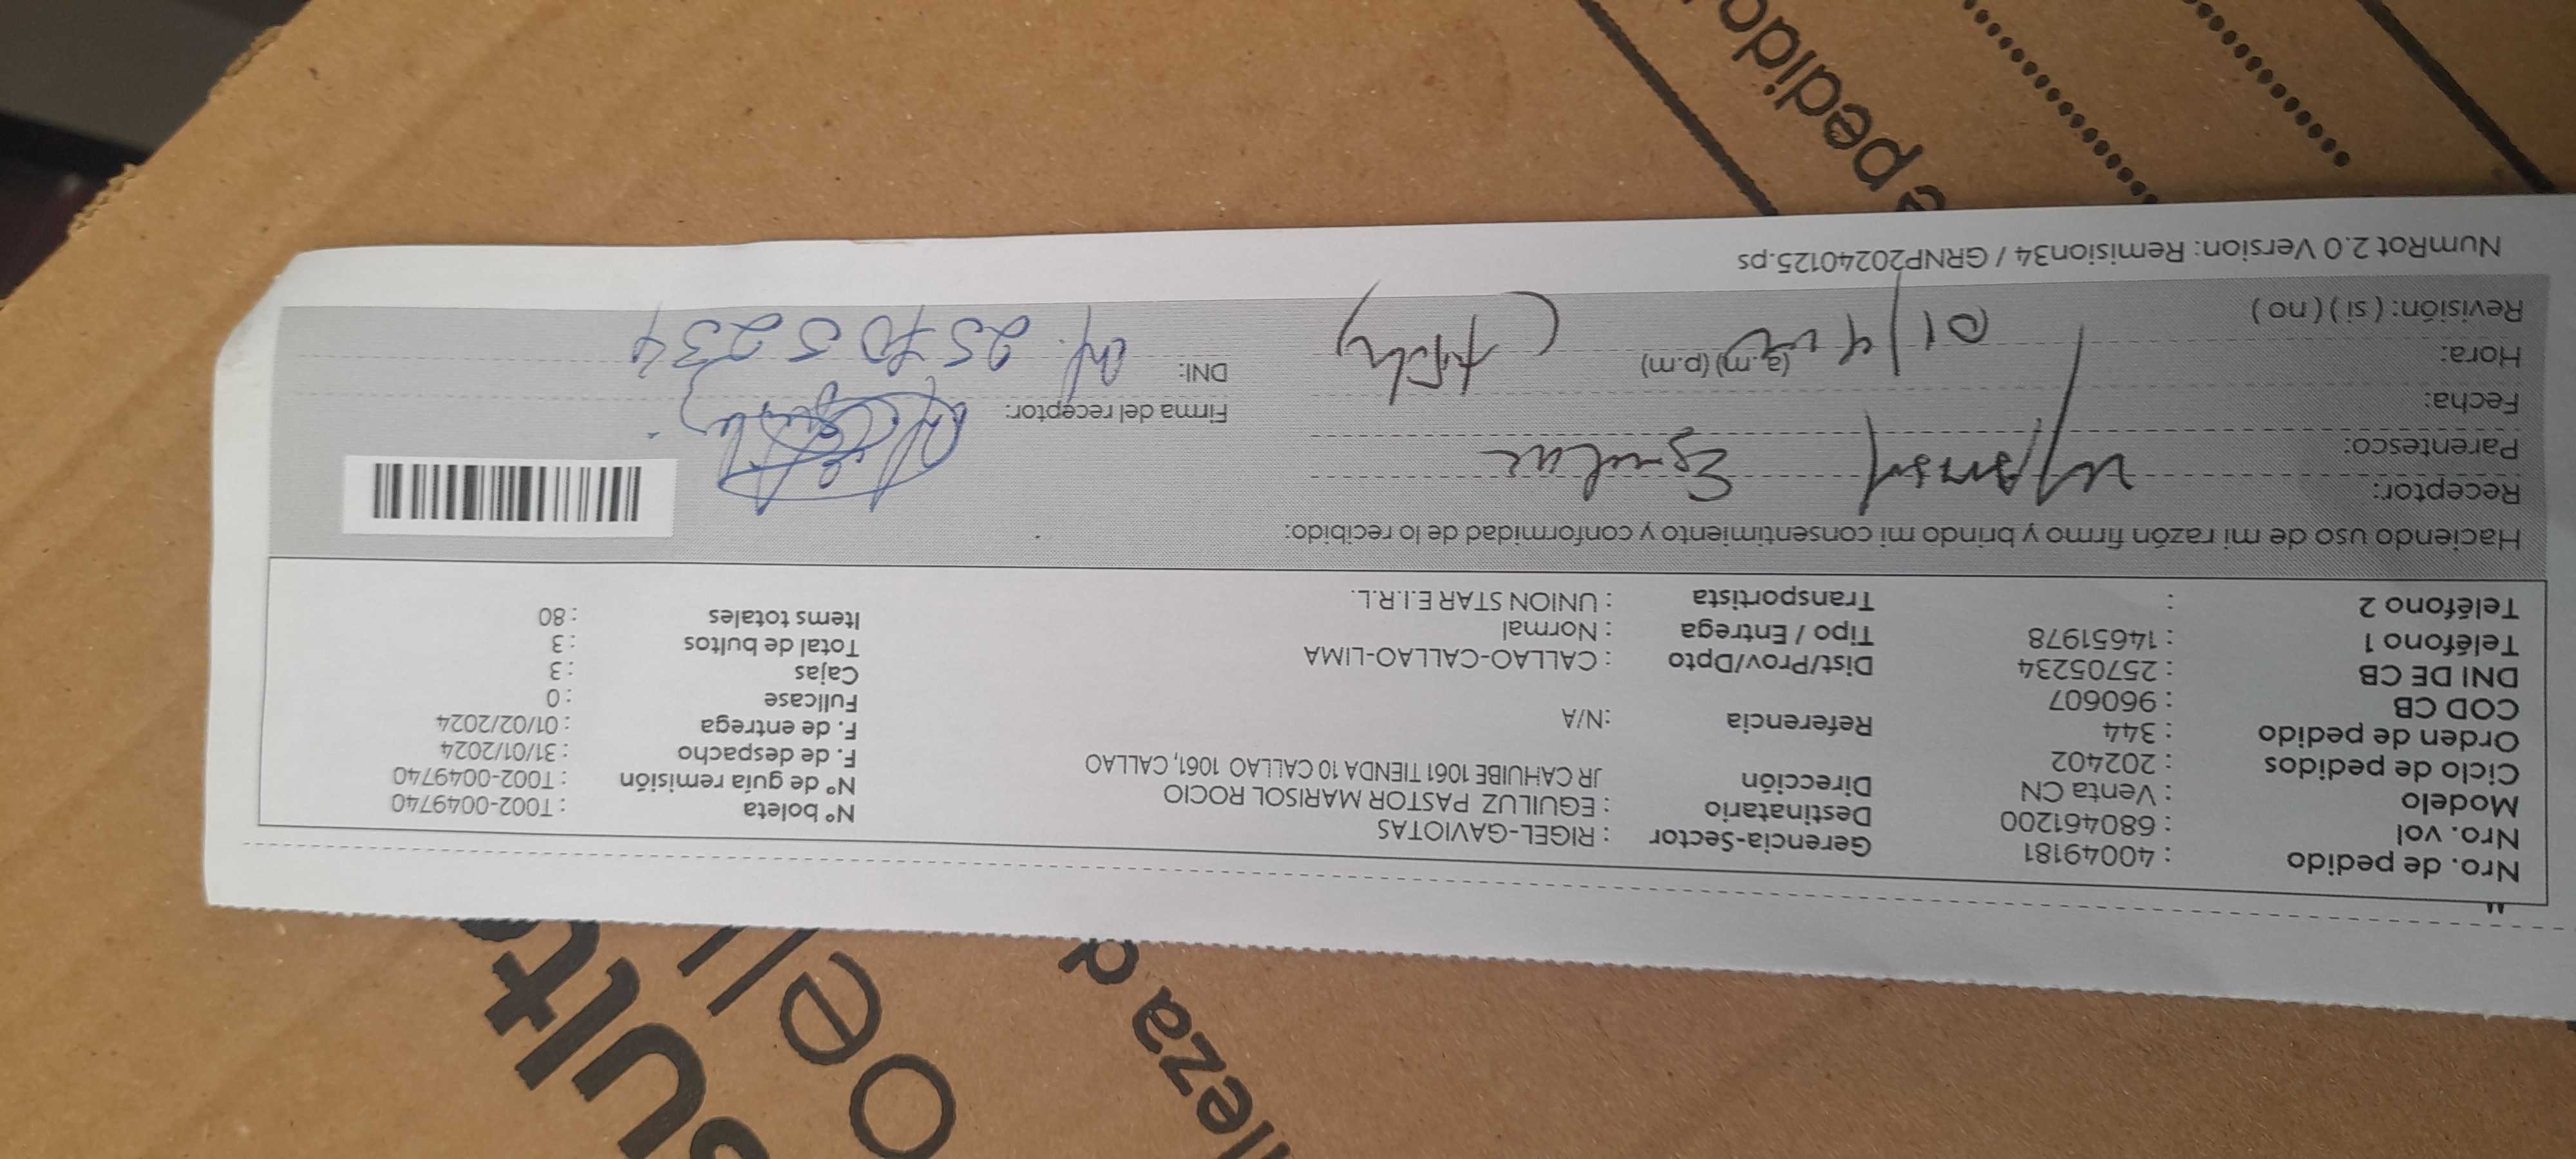 Nro. de pedido : 40049181
Nro. vol : 680461200
Modelo : Venta CN
Ciclo de pedidos : 202402
Orden de pedido : 344
COD CB : 960607
DNI DE CB : 25705234
Teléfono 1 : 14651978
Teléfono 2 :
Gerencia-Sector : RIGEL-GAVIOTAS
Destinatario : EGUILUZ PASTOR MARISOL ROCIO
Dirección JR CAHUIBE 1061 TIENDA 10 CALLAO 1061, CALLAO
Referencia :N/A
Dist/Prov/Dpto : CALLAO-CALLAO-LIMA
Tipo / Entrega : Normal
Transportista : UNION STAR E.I.R.L.
N° boleta : T002-0049740
N° de guía remisión : T002-0049740
F. de despacho : 31/01/2024
F. de entrega : 01/02/2024
Fullcase : 0
Cajas : 3
Total de bultos : 3
Items totales : 80
Haciendo uso de mi razón firmo y brindo mi consentimiento y conformidad de lo recibido:
Receptor:
Parentesco:
Fecha:
Hora: (a.m) (p.m)
Revisión: ( si ) ( no )
Firma del receptor:
DNI: 25705234
NumRot 2.0 Version: Remision34 / GRNP20240125.ps
pedido